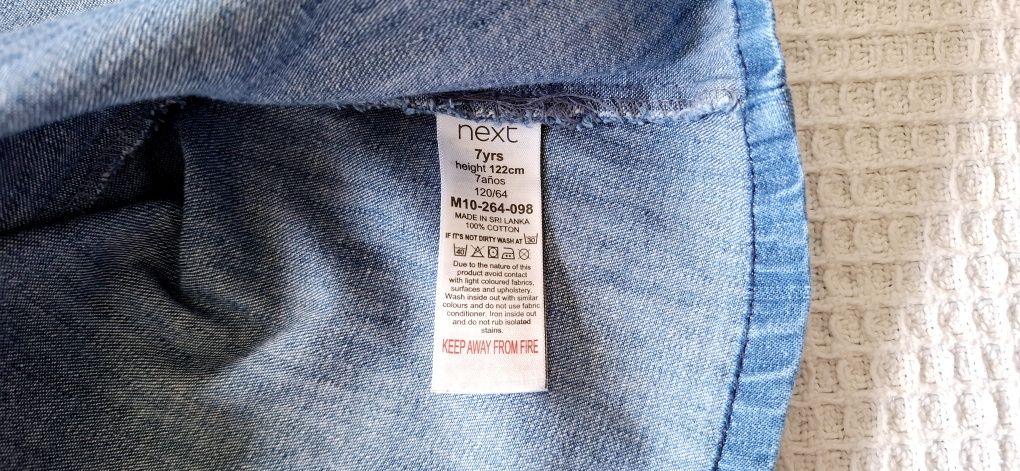 next
7yrs
height 122cm
7años
120/64
M10-264-098
MADE IN SRI LANKA
100% COTTON
IF IT'S NOT DIRTY WASH AT 30
40
Due to the nature of this
product avoid contact
with light coloured fabrics,
surfaces and upholstery.
Wash inside out with similar
colours and do not use fabric
conditioner. Iron inside out
and do not rub isolated
stains.
KEEP AWAY FROM FIRE